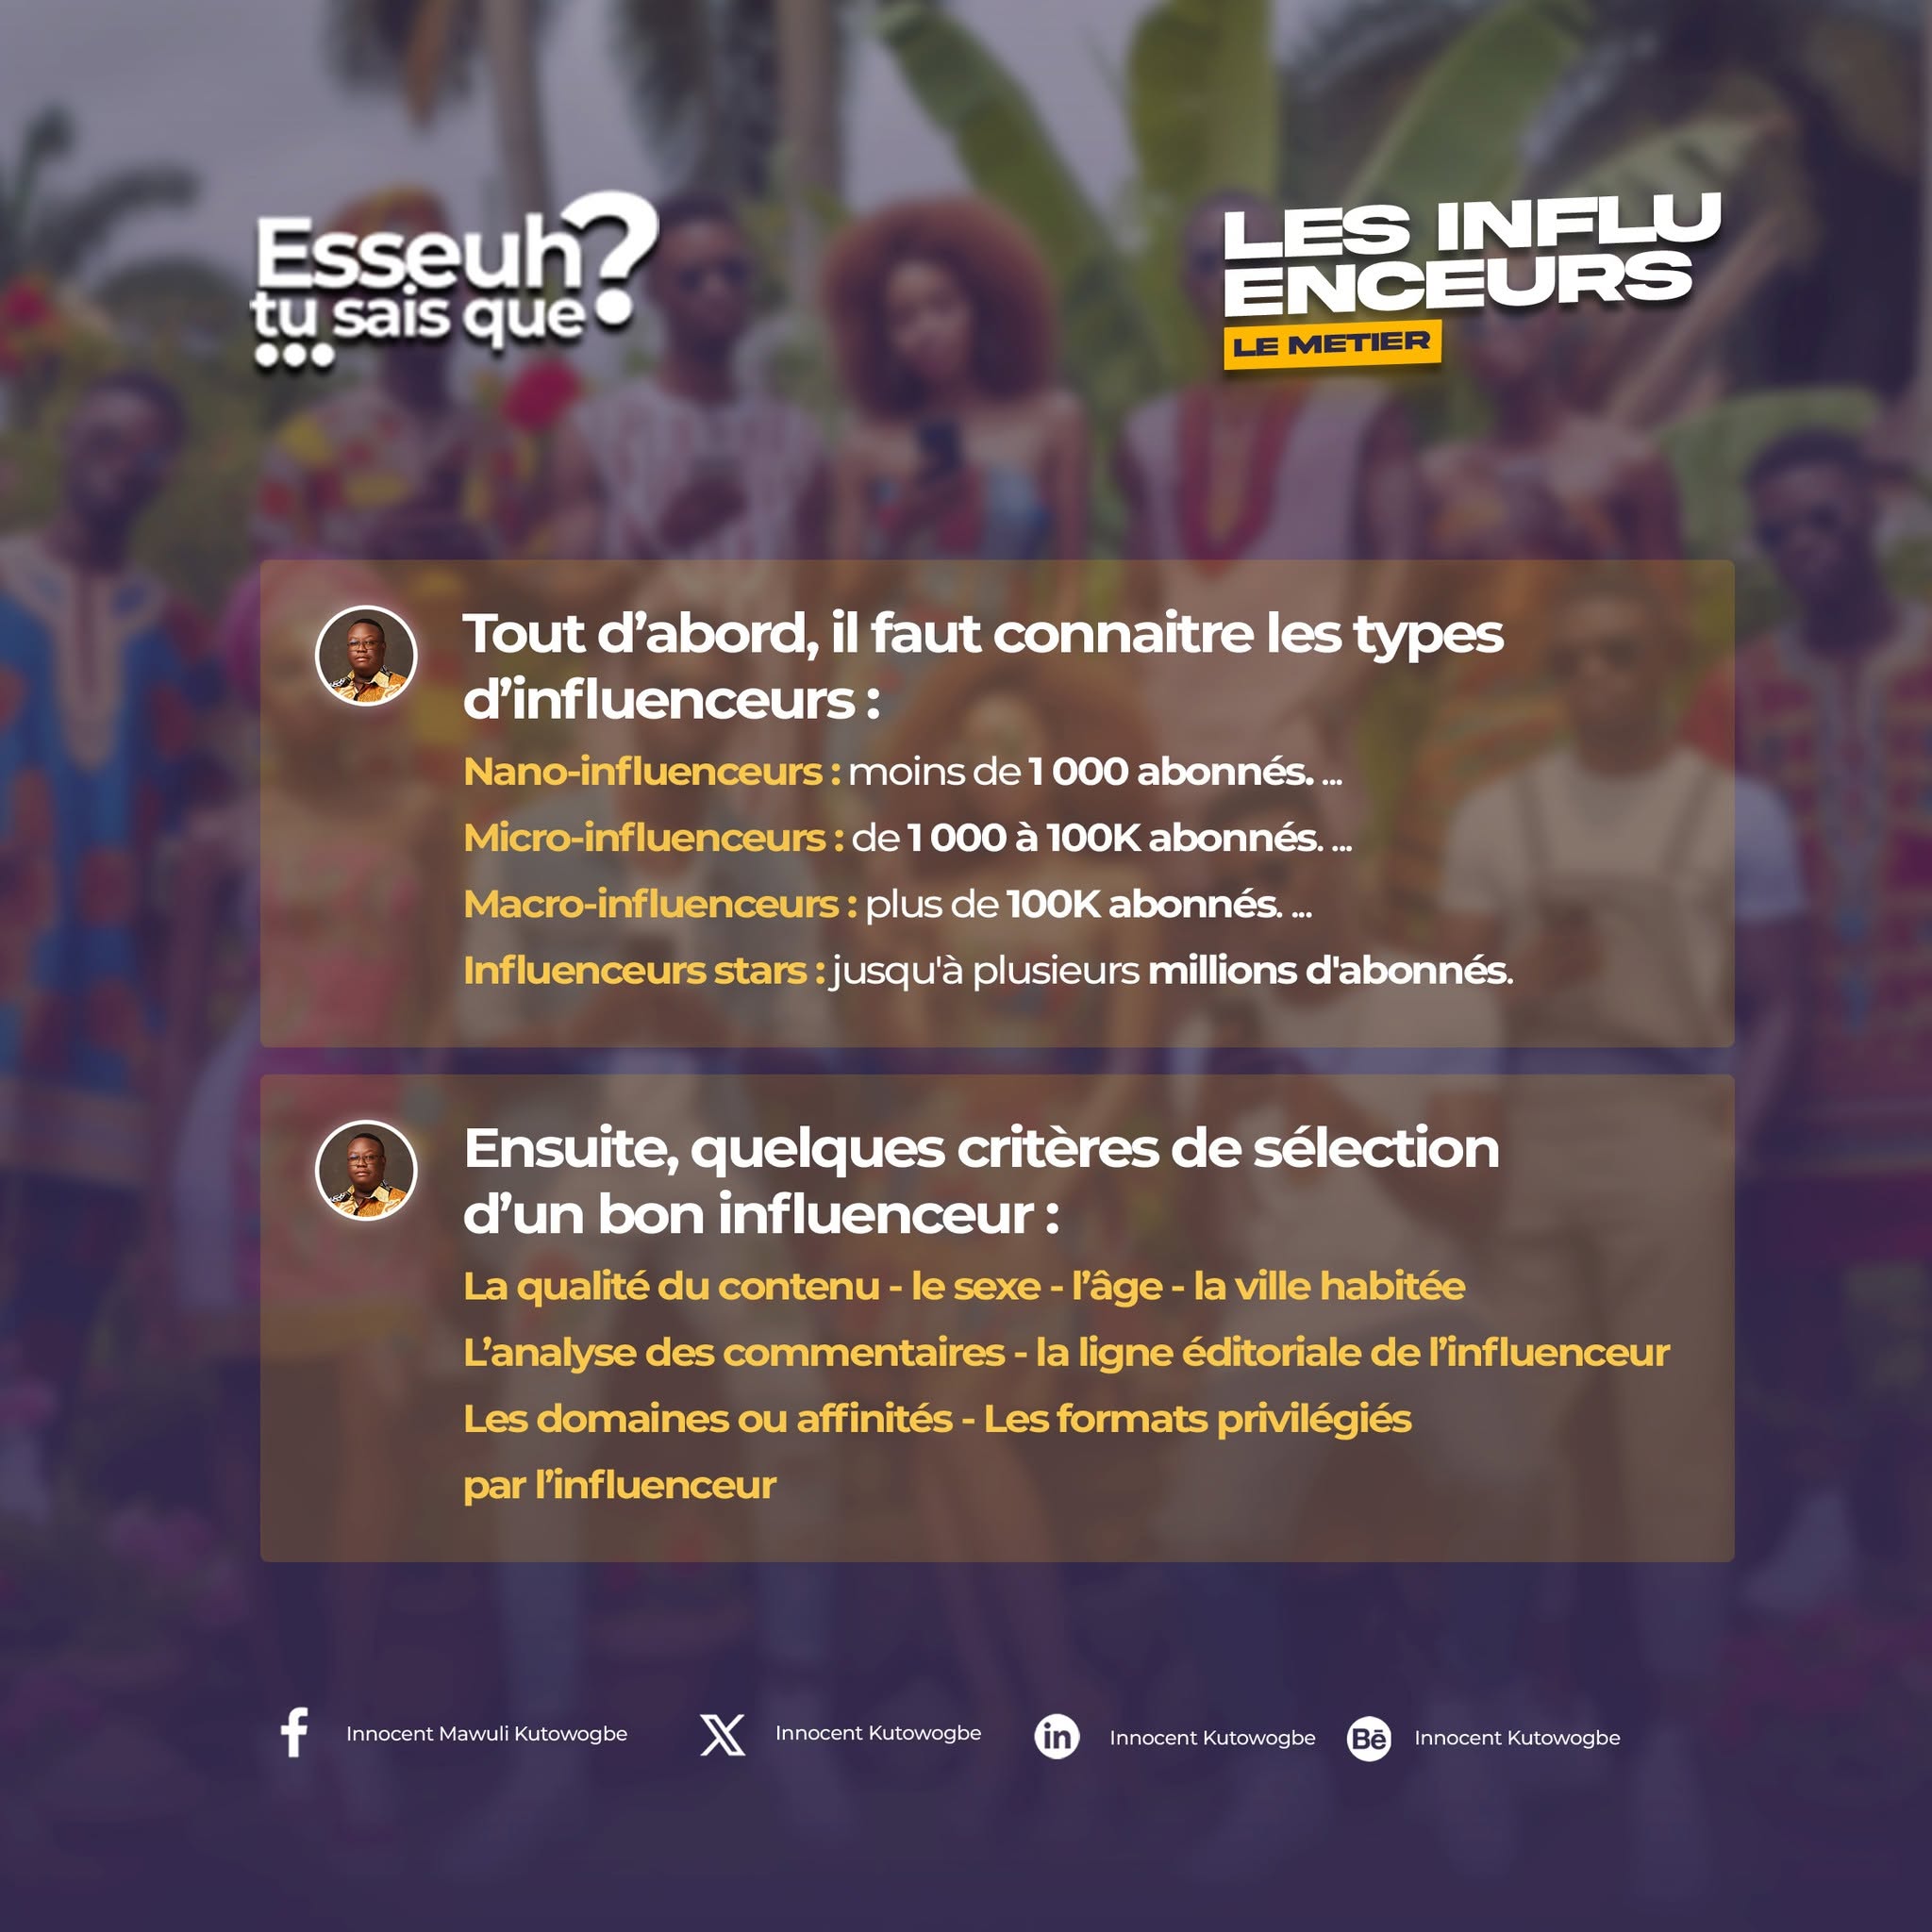 Esseuh?
tu sais que
...
LES INFLU
ENCEURS
LE METIER
Tout d’abord, il faut connaitre les types
d’influenceurs :
Nano-influenceurs : moins de 1 000 abonnés. ...
Micro-influenceurs : de 1 000 à 100K abonnés. ...
Macro-influenceurs : plus de 100K abonnés. ...
Influenceurs stars : jusqu'à plusieurs millions d'abonnés.
Ensuite, quelques critères de sélection
d’un bon influenceur :
La qualité du contenu - le sexe - l’âge - la ville habitée
L’analyse des commentaires - la ligne éditoriale de l’influenceur
Les domaines ou affinités - Les formats privilégiés
par l’influenceur
f Innocent Mawuli Kutowogbe X Innocent Kutowogbe in Innocent Kutowogbe Bē Innocent Kutowogbe